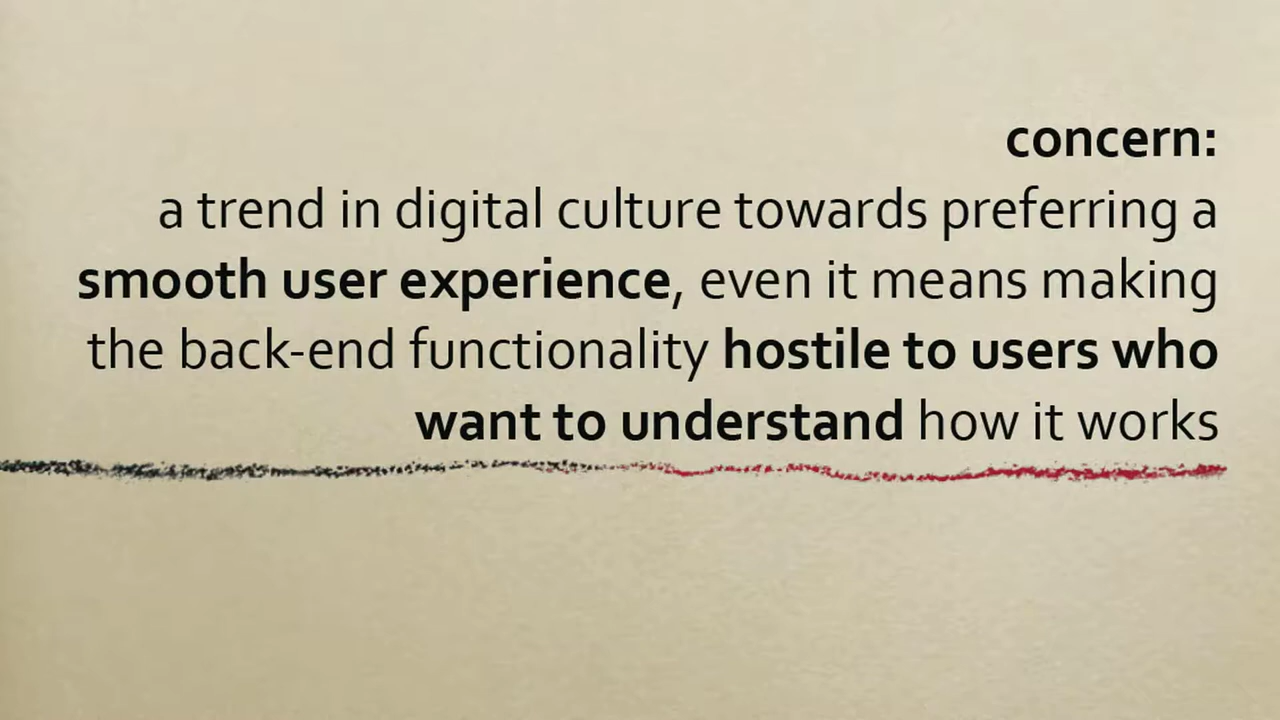 concern:
a trend in digital culture towards preferring a
smooth user experience, even it means making
the back-end functionality hostile to users who
want to understand how it works